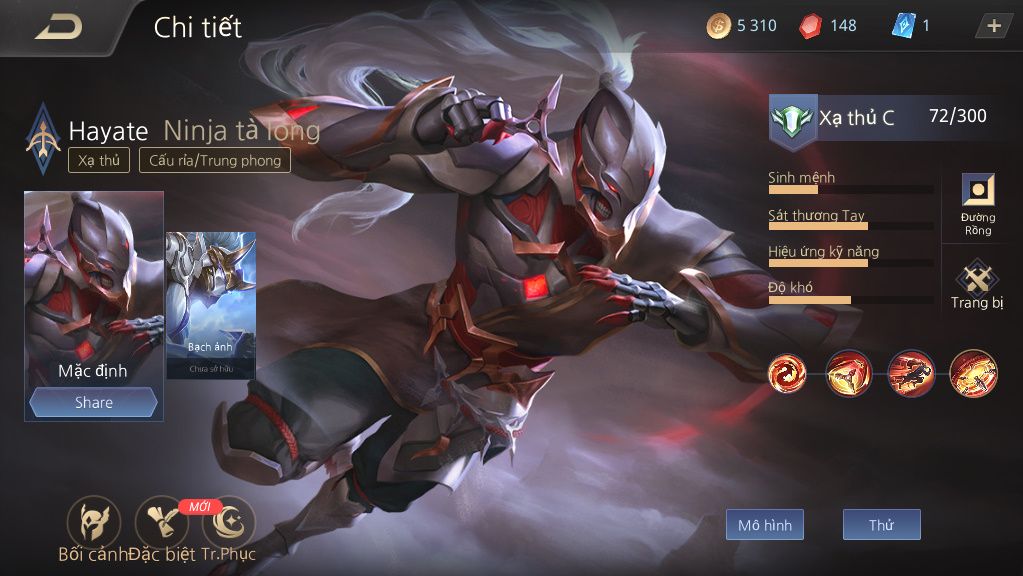 Chi tiết
5 310
148
1
Hayate Ninja tà long
Xạ thủ
Cấu rỉa/Trung phong
Xạ thủ C 72/300
Sinh mệnh
Sát thương Tay
Hiệu ứng kỹ năng
Độ khó
Đường
Rồng
Trang bị
Mặc định
Share
Bạch ảnh
Chưa sở hữu
MỚI
Bối cảnh
Đặc biệt
Tr.Phục
Mô hình
Thử